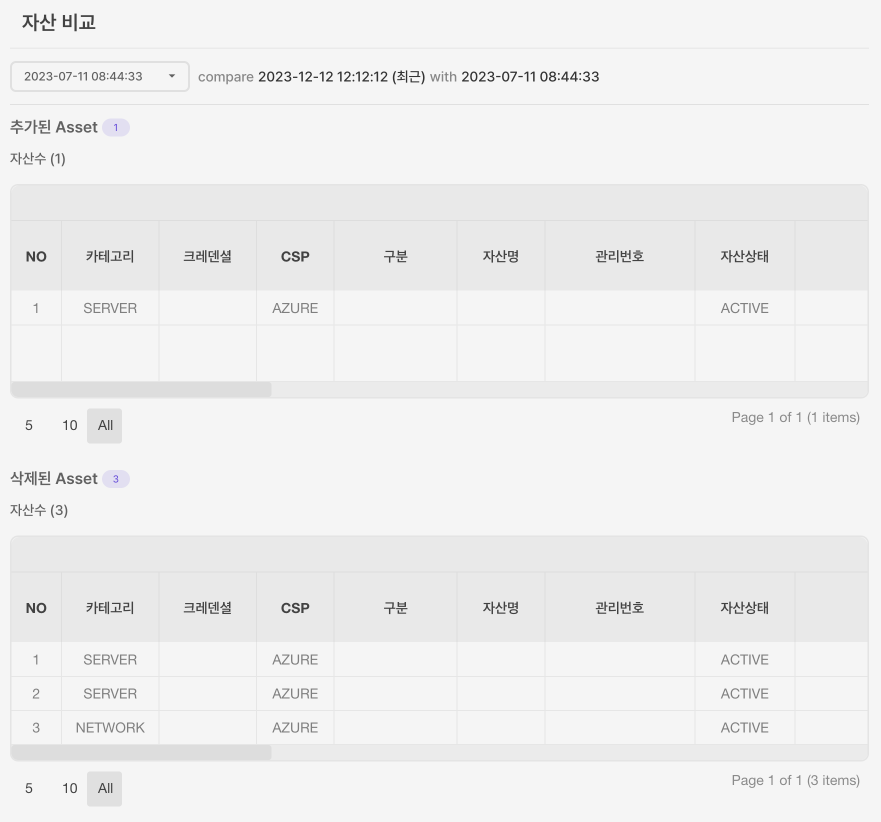 자산 비교
2023-07-11 08:44:33 compare 2023-12-12 12:12:12 (최근) with 2023-07-11 08:44:33
추가된 Asset 1
자산수 (1)
NO 카테고리 크레덴셜 CSP 구분 자산명 관리번호 자산상태
1 SERVER AZURE ACTIVE
5 10 All Page 1 of 1 (1 items)
삭제된 Asset 3
자산수 (3)
NO 카테고리 크레덴셜 CSP 구분 자산명 관리번호 자산상태
1 SERVER AZURE ACTIVE
2 SERVER AZURE ACTIVE
3 NETWORK AZURE ACTIVE
5 10 All Page 1 of 1 (3 items)